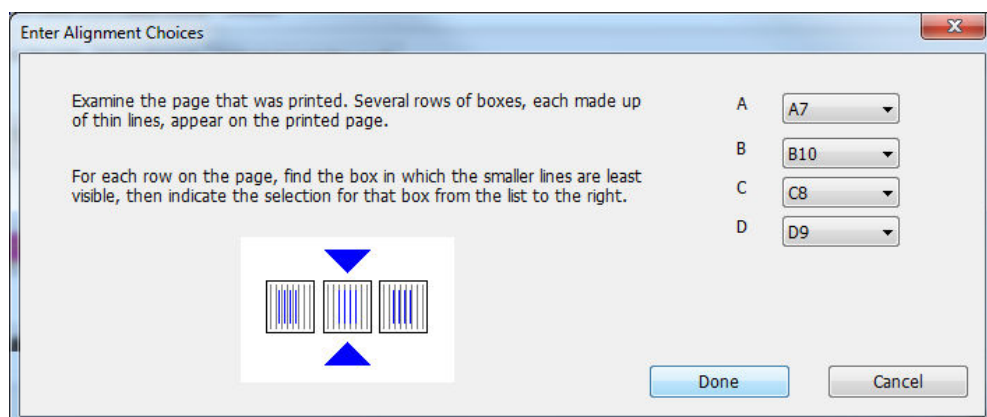 Enter Alignment Choices
Examine the page that was printed. Several rows of boxes, each made up
of thin lines, appear on the printed page.
For each row on the page, find the box in which the smaller lines are least
visible, then indicate the selection for that box from the list to the right.
A A7
B B10
C C8
D D9
Done Cancel